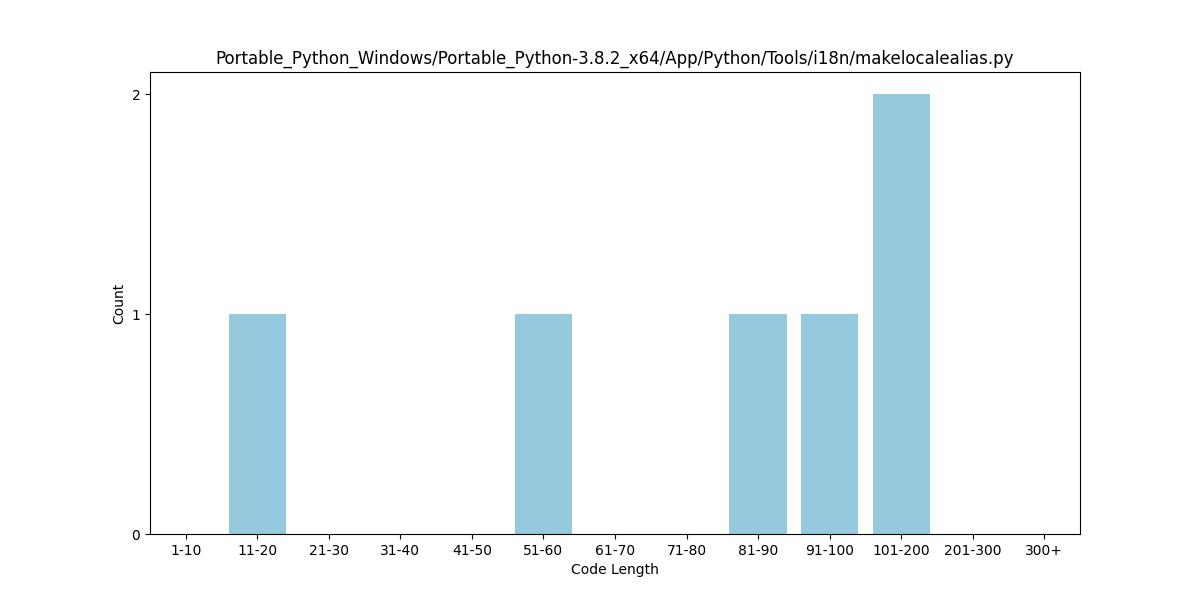 Portable_Python_Windows/Portable_Python-3.8.2_x64/App/Python/Tools/i18n/makelocalealias.py
2
1
0
Count
1-10 11-20 21-30 31-40 41-50 51-60 61-70 71-80 81-90 91-100 101-200 201-300 300+
Code Length